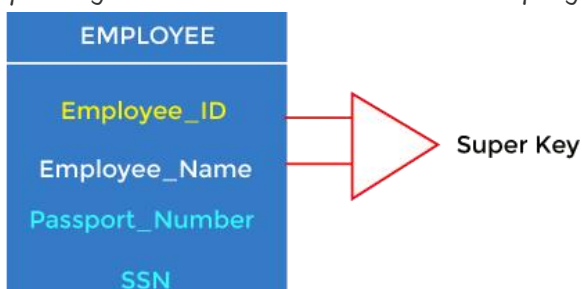 EMPLOYEE
Employee_ID
Employee_Name
Super Key
Passport_Number
SSN